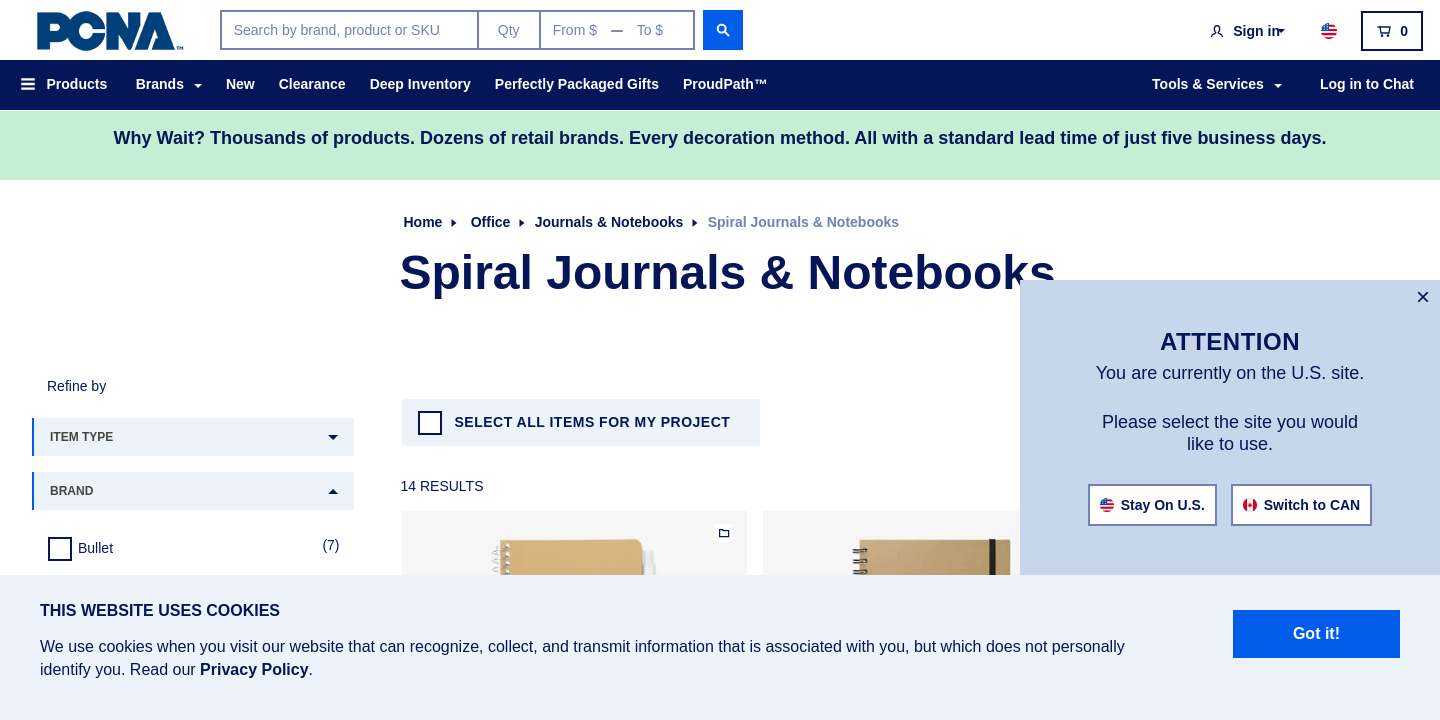 PCNA™
Search by brand, product or SKU Qty From $ — To $
Sign in 0
Products Brands New Clearance Deep Inventory Perfectly Packaged Gifts ProudPath™ Tools & Services Log in to Chat
Why Wait? Thousands of products. Dozens of retail brands. Every decoration method. All with a standard lead time of just five business days.
Home Office Journals & Notebooks Spiral Journals & Notebooks
Spiral Journals & Notebooks
×
ATTENTION
You are currently on the U.S. site.
Please select the site you would
like to use.
Stay On U.S. Switch to CAN
Refine by
ITEM TYPE
BRAND
Bullet (7)
SELECT ALL ITEMS FOR MY PROJECT
14 RESULTS
THIS WEBSITE USES COOKIES
We use cookies when you visit our website that can recognize, collect, and transmit information that is associated with you, but which does not personally
identify you. Read our Privacy Policy.
Got it!